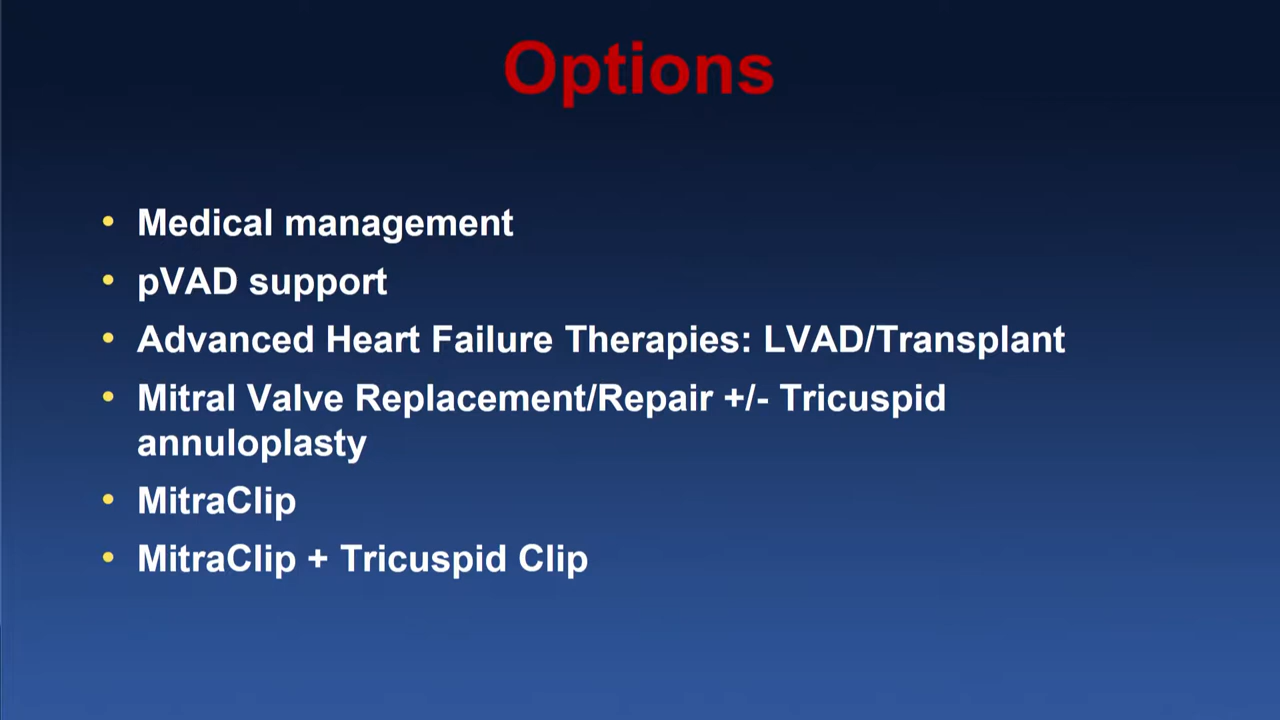 Options
• Medical management
• pVAD support
• Advanced Heart Failure Therapies: LVAD/Transplant
• Mitral Valve Replacement/Repair +/- Tricuspid
annuloplasty
• MitraClip
• MitraClip + Tricuspid Clip